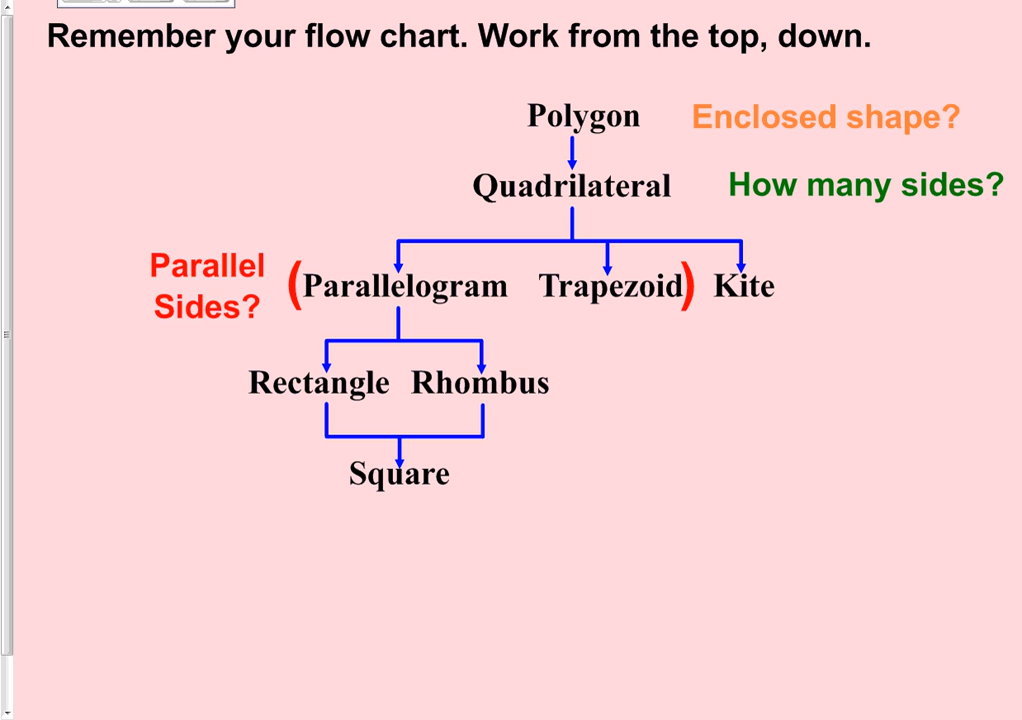 Remember your flow chart. Work from the top, down.
Polygon Enclosed shape?
Quadrilateral How many sides?
Parallel
Sides?
(Parallelogram Trapezoid) Kite
Rectangle Rhombus
Square